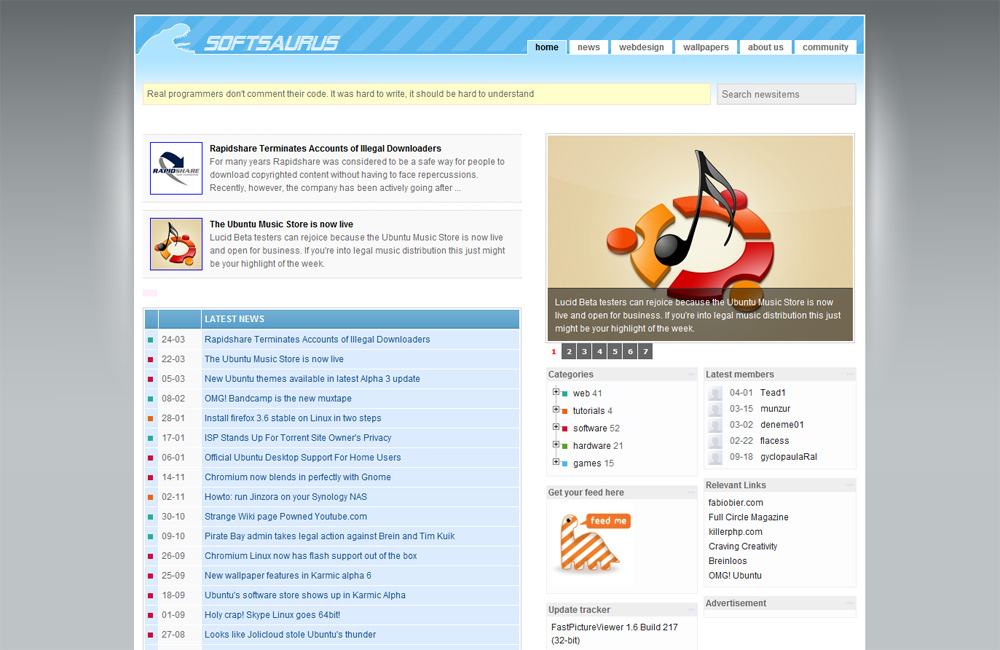 SOFTSAURUS
home
news
webdesign
wallpapers
about us
community
Real programmers don't comment their code. It was hard to write, it should be hard to understand
Search newsitems
RAPIDSHARE
Rapidshare Terminates Accounts of Illegal Downloaders
For many years Rapidshare was considered to be a safe way for people to
download copyrighted content without having to face repercussions.
Recently, however, the company has been actively going after ...
The Ubuntu Music Store is now live
Lucid Beta testers can rejoice because the Ubuntu Music Store is now live
and open for business. If you're into legal music distribution this just might
be your highlight of the week.
LATEST NEWS
24-03 Rapidshare Terminates Accounts of Illegal Downloaders
22-03 The Ubuntu Music Store is now live
05-03 New Ubuntu themes available in latest Alpha 3 update
08-02 OMG! Bandcamp is the new muxtape
28-01 Install firefox 3.6 stable on Linux in two steps
17-01 ISP Stands Up For Torrent Site Owner's Privacy
06-01 Official Ubuntu Desktop Support For Home Users
14-11 Chromium now blends in perfectly with Gnome
02-11 Howto: run Jinzora on your Synology NAS
30-10 Strange Wiki page Powned Youtube.com
09-10 Pirate Bay admin takes legal action against Brein and Tim Kuik
26-09 Chromium Linux now has flash support out of the box
25-09 New wallpaper features in Karmic alpha 6
18-09 Ubuntu's software store shows up in Karmic Alpha
01-09 Holy crap! Skype Linux goes 64bit!
27-08 Looks like Jolicloud stole Ubuntu's thunder
Lucid Beta testers can rejoice because the Ubuntu Music Store is now
live and open for business. If you're into legal music distribution this just
might be your highlight of the week.
1 2 3 4 5 6 7
Categories
web 41
tutorials 4
software 52
hardware 21
games 15
Get your feed here
feed me
Update tracker
FastPictureViewer 1.6 Build 217
(32-bit)
Latest members
04-01 Tead1
03-15 munzur
03-02 deneme01
02-22 flacess
09-18 gyclopaulaRal
Relevant Links
fabiobier.com
Full Circle Magazine
killerphp.com
Craving Creativity
Breinloos
OMG! Ubuntu
Advertisement